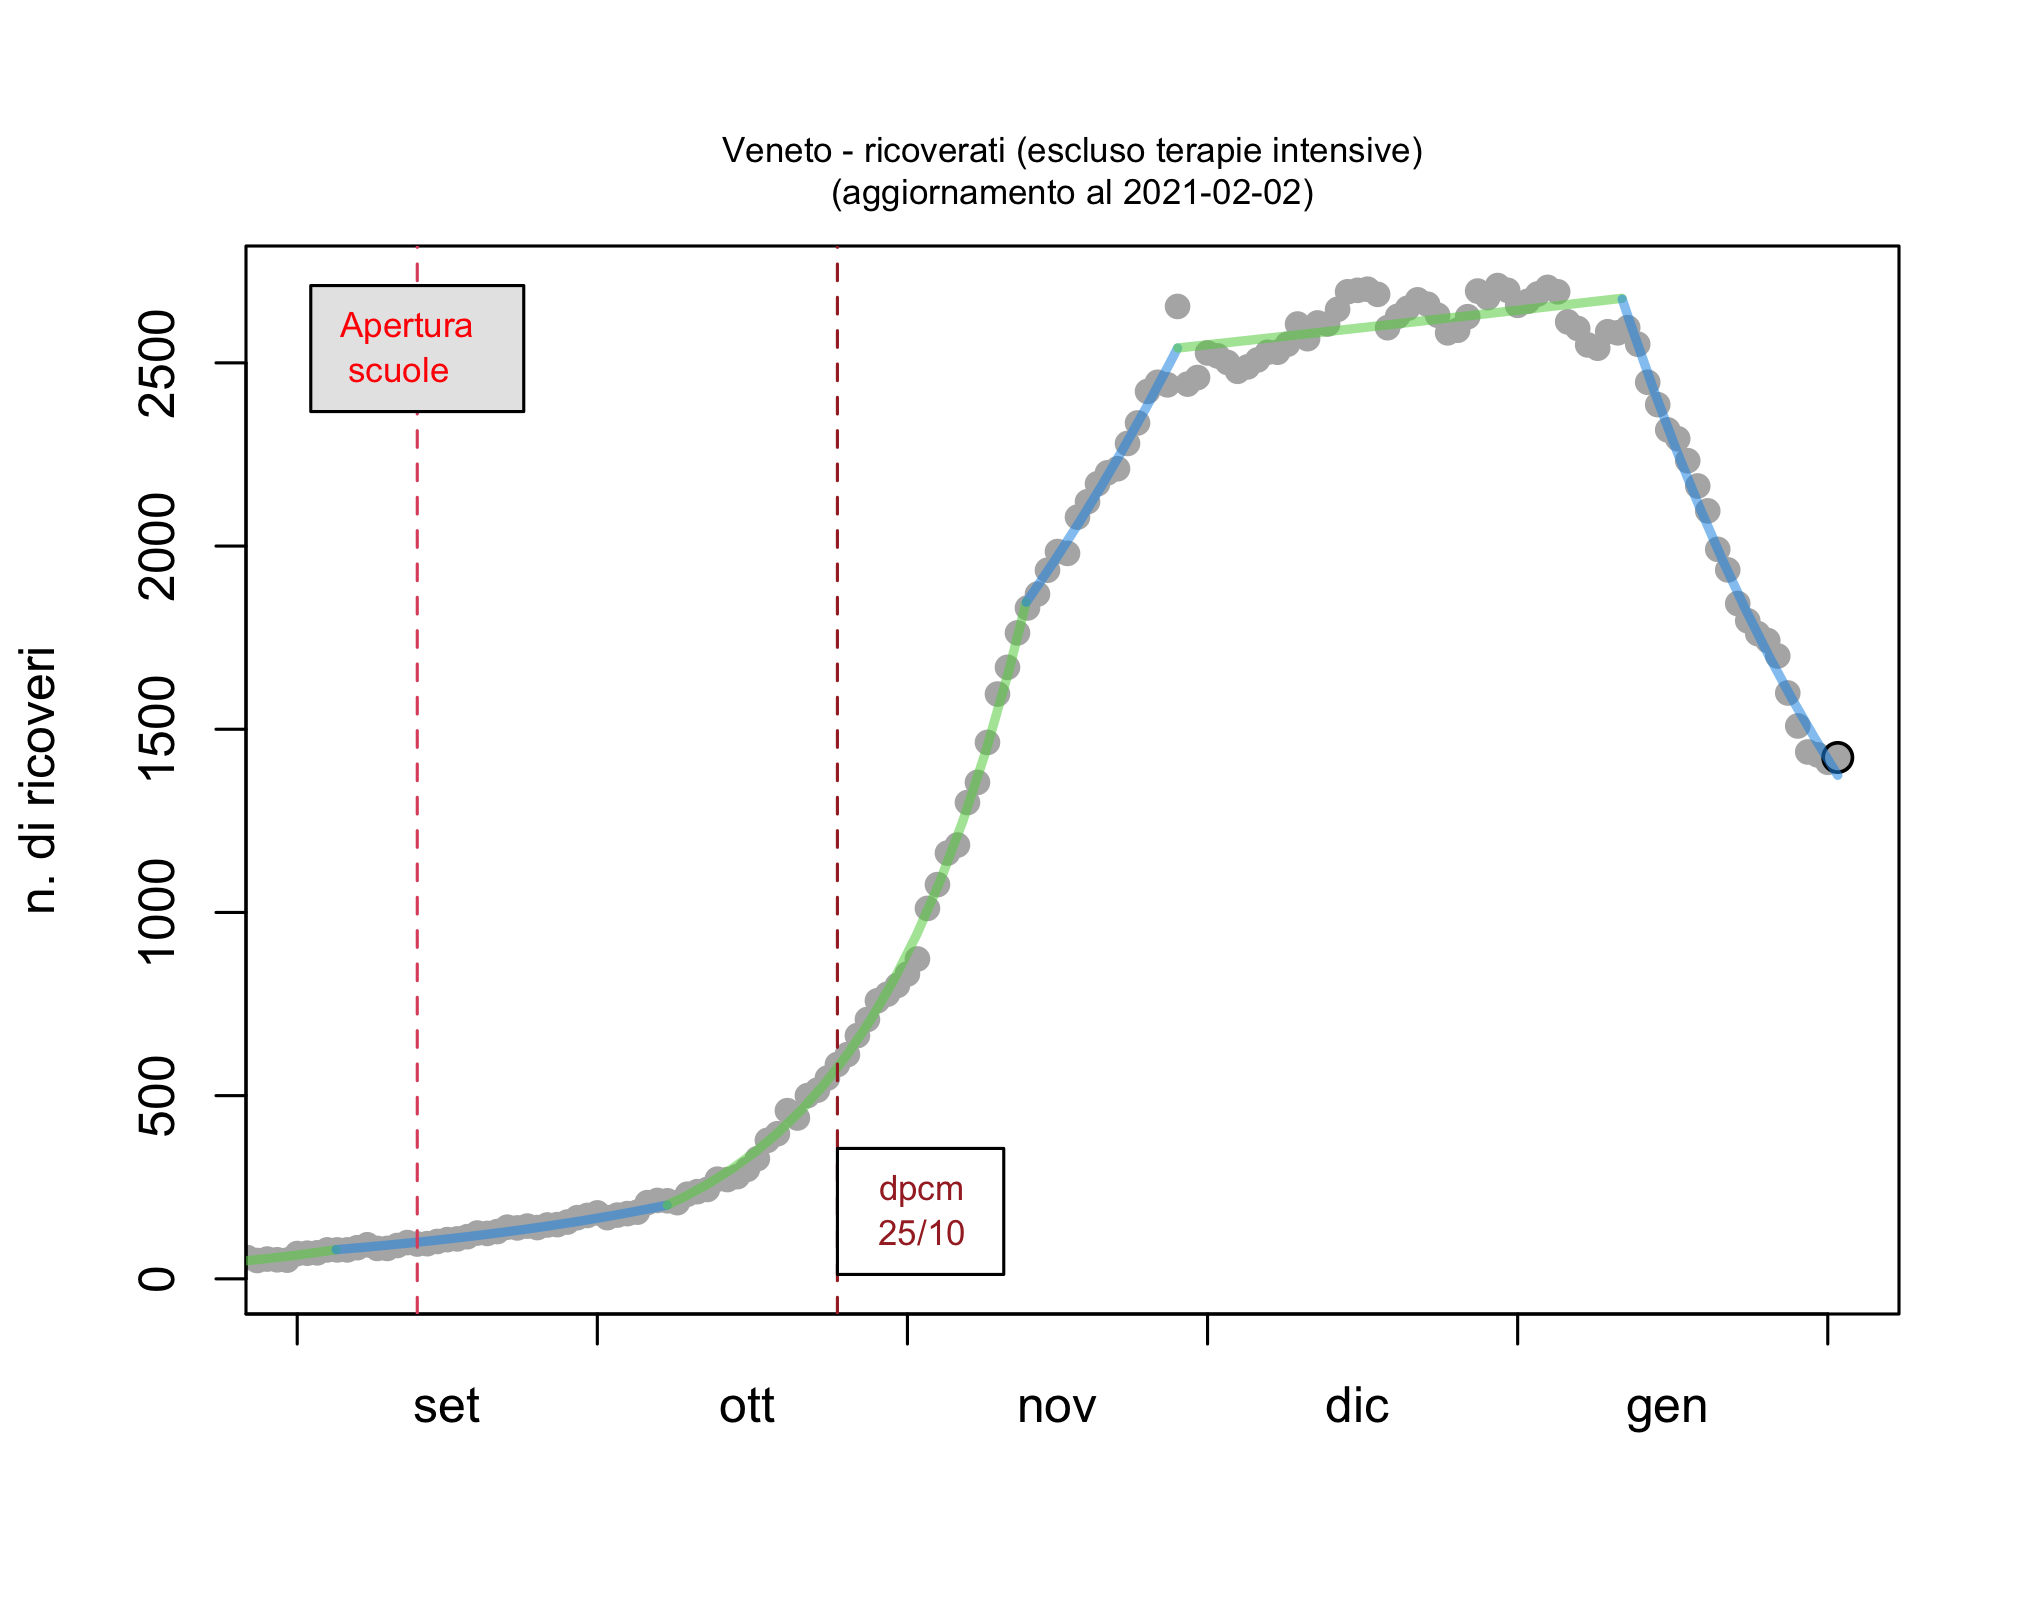 Veneto - ricoverati (escluso terapie intensive)
(aggiornamento al 2021-02-02)
Apertura
scuole
dpcm
25/10
n. di ricoveri
2500
2000
1500
1000
500
0
set ott nov dic gen